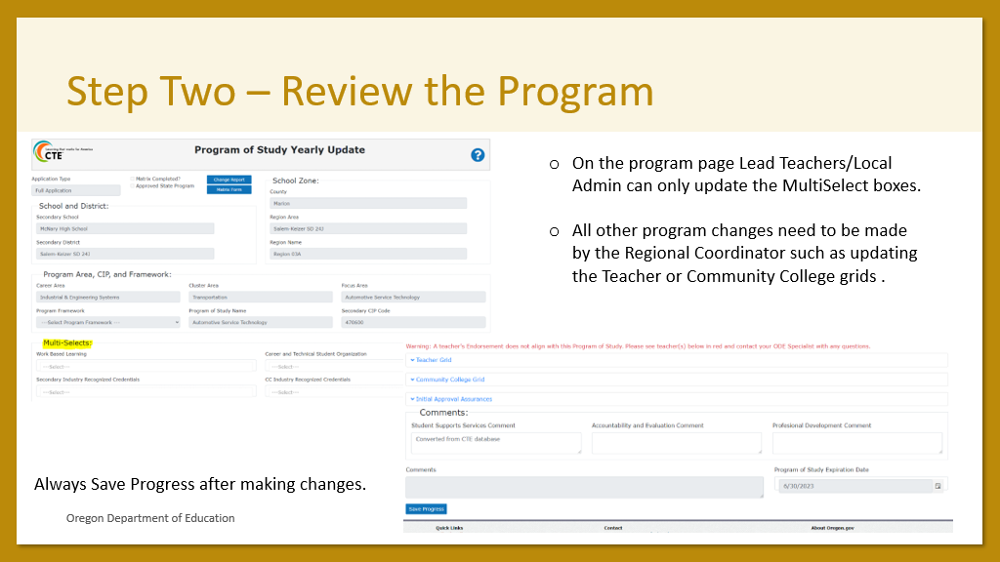 Step Two – Review the Program
CTE
Program of Study Yearly Update
?
Application Type
Full Application
Matrix Completed?
Approved State Program
Change Report
Matrix Form
School Zone:
County
Marion
School and District:
Secondary School
McNary High School
Secondary District
Salem-Keizer SD 24J
Region Area
Salem-Keizer SD 24J
Region Name
Region 03A
Program Area, CIP, and Framework:
Career Area
Cluster Area
Focus Area
Industrial & Engineering Systems
Transportation
Automotive Service Technology
Program Framework
Program of Study Name
Secondary CIP Code
---Select Program Framework ---
Automotive Service Technology
470600
Multi-Selects:
Work Based Learning
Career and Technical Student Organization
---Select---
---Select---
Secondary Industry Recognized Credentials
CC Industry Recognized Credentials
---Select---
---Select---
○ On the program page Lead Teachers/Local
Admin can only update the MultiSelect boxes.
○ All other program changes need to be made
by the Regional Coordinator such as updating
the Teacher or Community College grids .
Warning: A teacher's Endorsement does not align with this Program of Study. Please see teacher(s) below in red and contact your ODE Specialist with any questions.
Teacher Grid
Community College Grid
Initial Approval Assurances
Comments:
Student Supports Services Comment
Accountability and Evaluation Comment
Profesional Development Comment
Converted from CTE database
Comments
Program of Study Expiration Date
6/30/2023
Save Progress
Quick Links
Contact
About Oregon.gov
Always Save Progress after making changes.
Oregon Department of Education